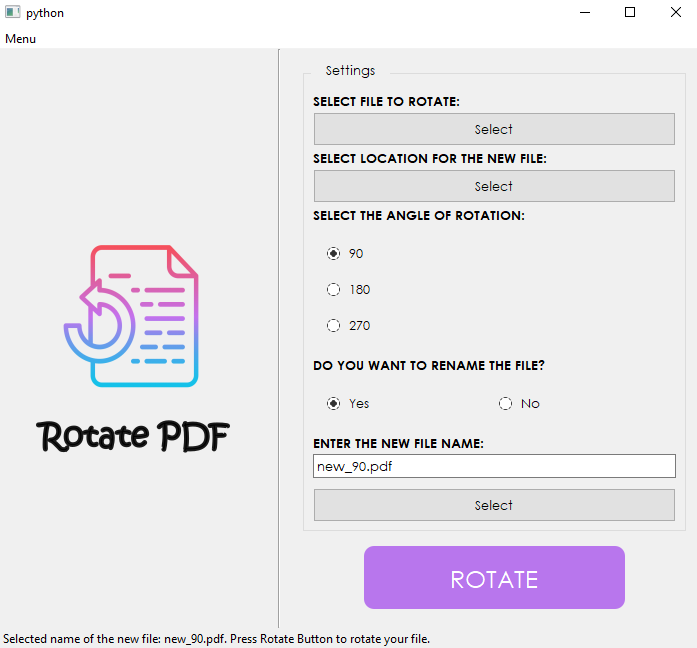 python
Menu
Settings
SELECT FILE TO ROTATE:
Select
SELECT LOCATION FOR THE NEW FILE:
Select
SELECT THE ANGLE OF ROTATION:
90
180
270
DO YOU WANT TO RENAME THE FILE?
Yes No
ENTER THE NEW FILE NAME:
new_90.pdf
Select
ROTATE
Rotate PDF
Selected name of the new file: new_90.pdf. Press Rotate Button to rotate your file.